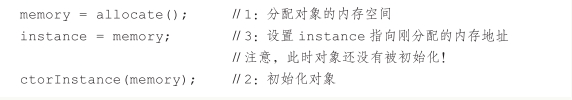 memory = allocate(); //1：分配对象的内存空间
instance = memory; //3：设置 instance 指向刚分配的内存地址
//注意，此时对象还没有被初始化！
ctorInstance(memory); //2：初始化对象